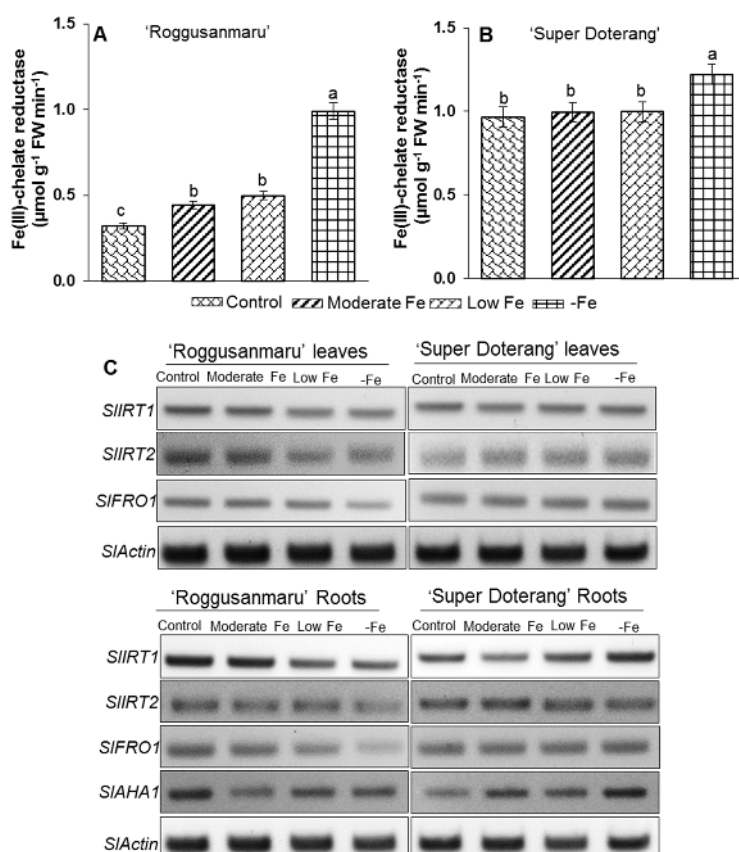 A 'Roggusanmaru'
Fe(III)-chelate reductase
(µmol g⁻¹ FW min⁻¹)
1.5
1.0
0.5
0.0
c
b
b
a
B 'Super Doterang'
Fe(III)-chelate reductase
(µmol g⁻¹ FW min⁻¹)
1.5
1.0
0.5
0.0
b
b
b
a
Control Moderate Fe Low Fe -Fe
C
'Roggusanmaru' leaves 'Super Doterang' leaves
Control Moderate Fe Low Fe -Fe Control Moderate Fe Low Fe -Fe
SlIRT1
SlIRT2
SlFRO1
SlActin
'Roggusanmaru' Roots 'Super Doterang' Roots
Control Moderate Fe Low Fe -Fe Control Moderate Fe Low Fe -Fe
SlIRT1
SlIRT2
SlFRO1
SlAHA1
SlActin